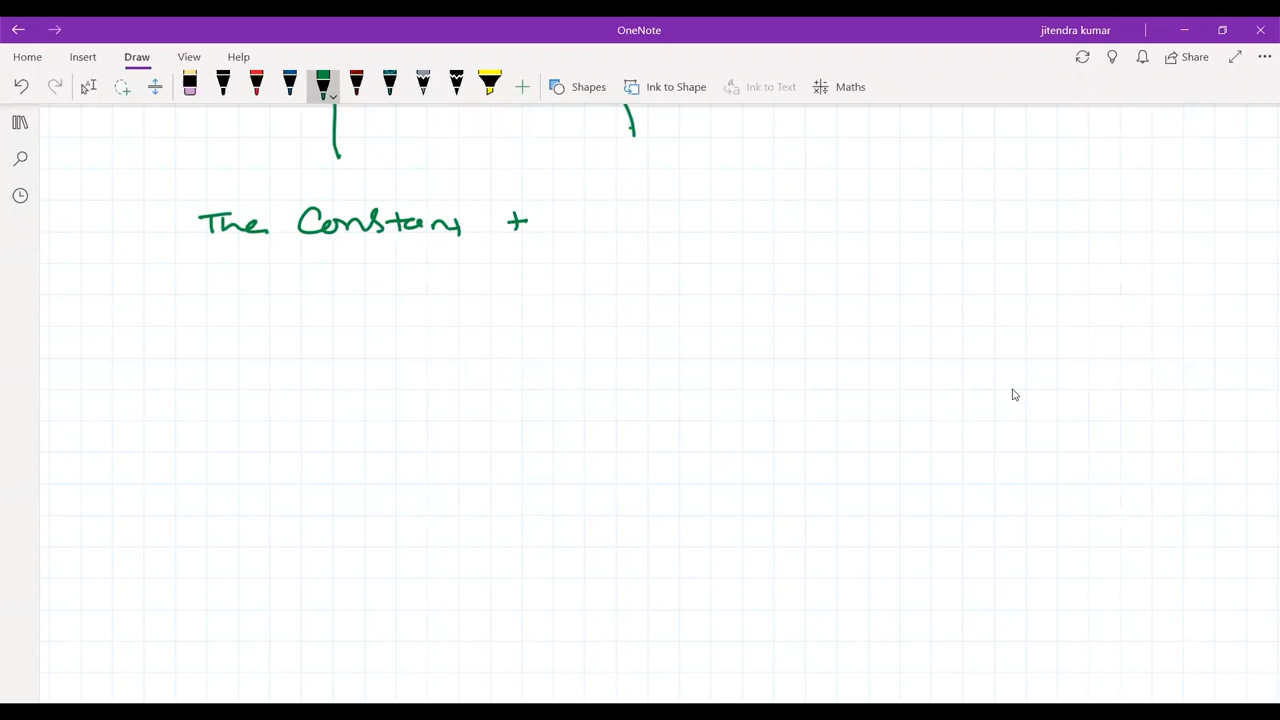 OneNote
jitendra kumar
Home Insert Draw View Help
Share
Shapes
Ink to Shape
Ink to Text
Maths
The Constant t